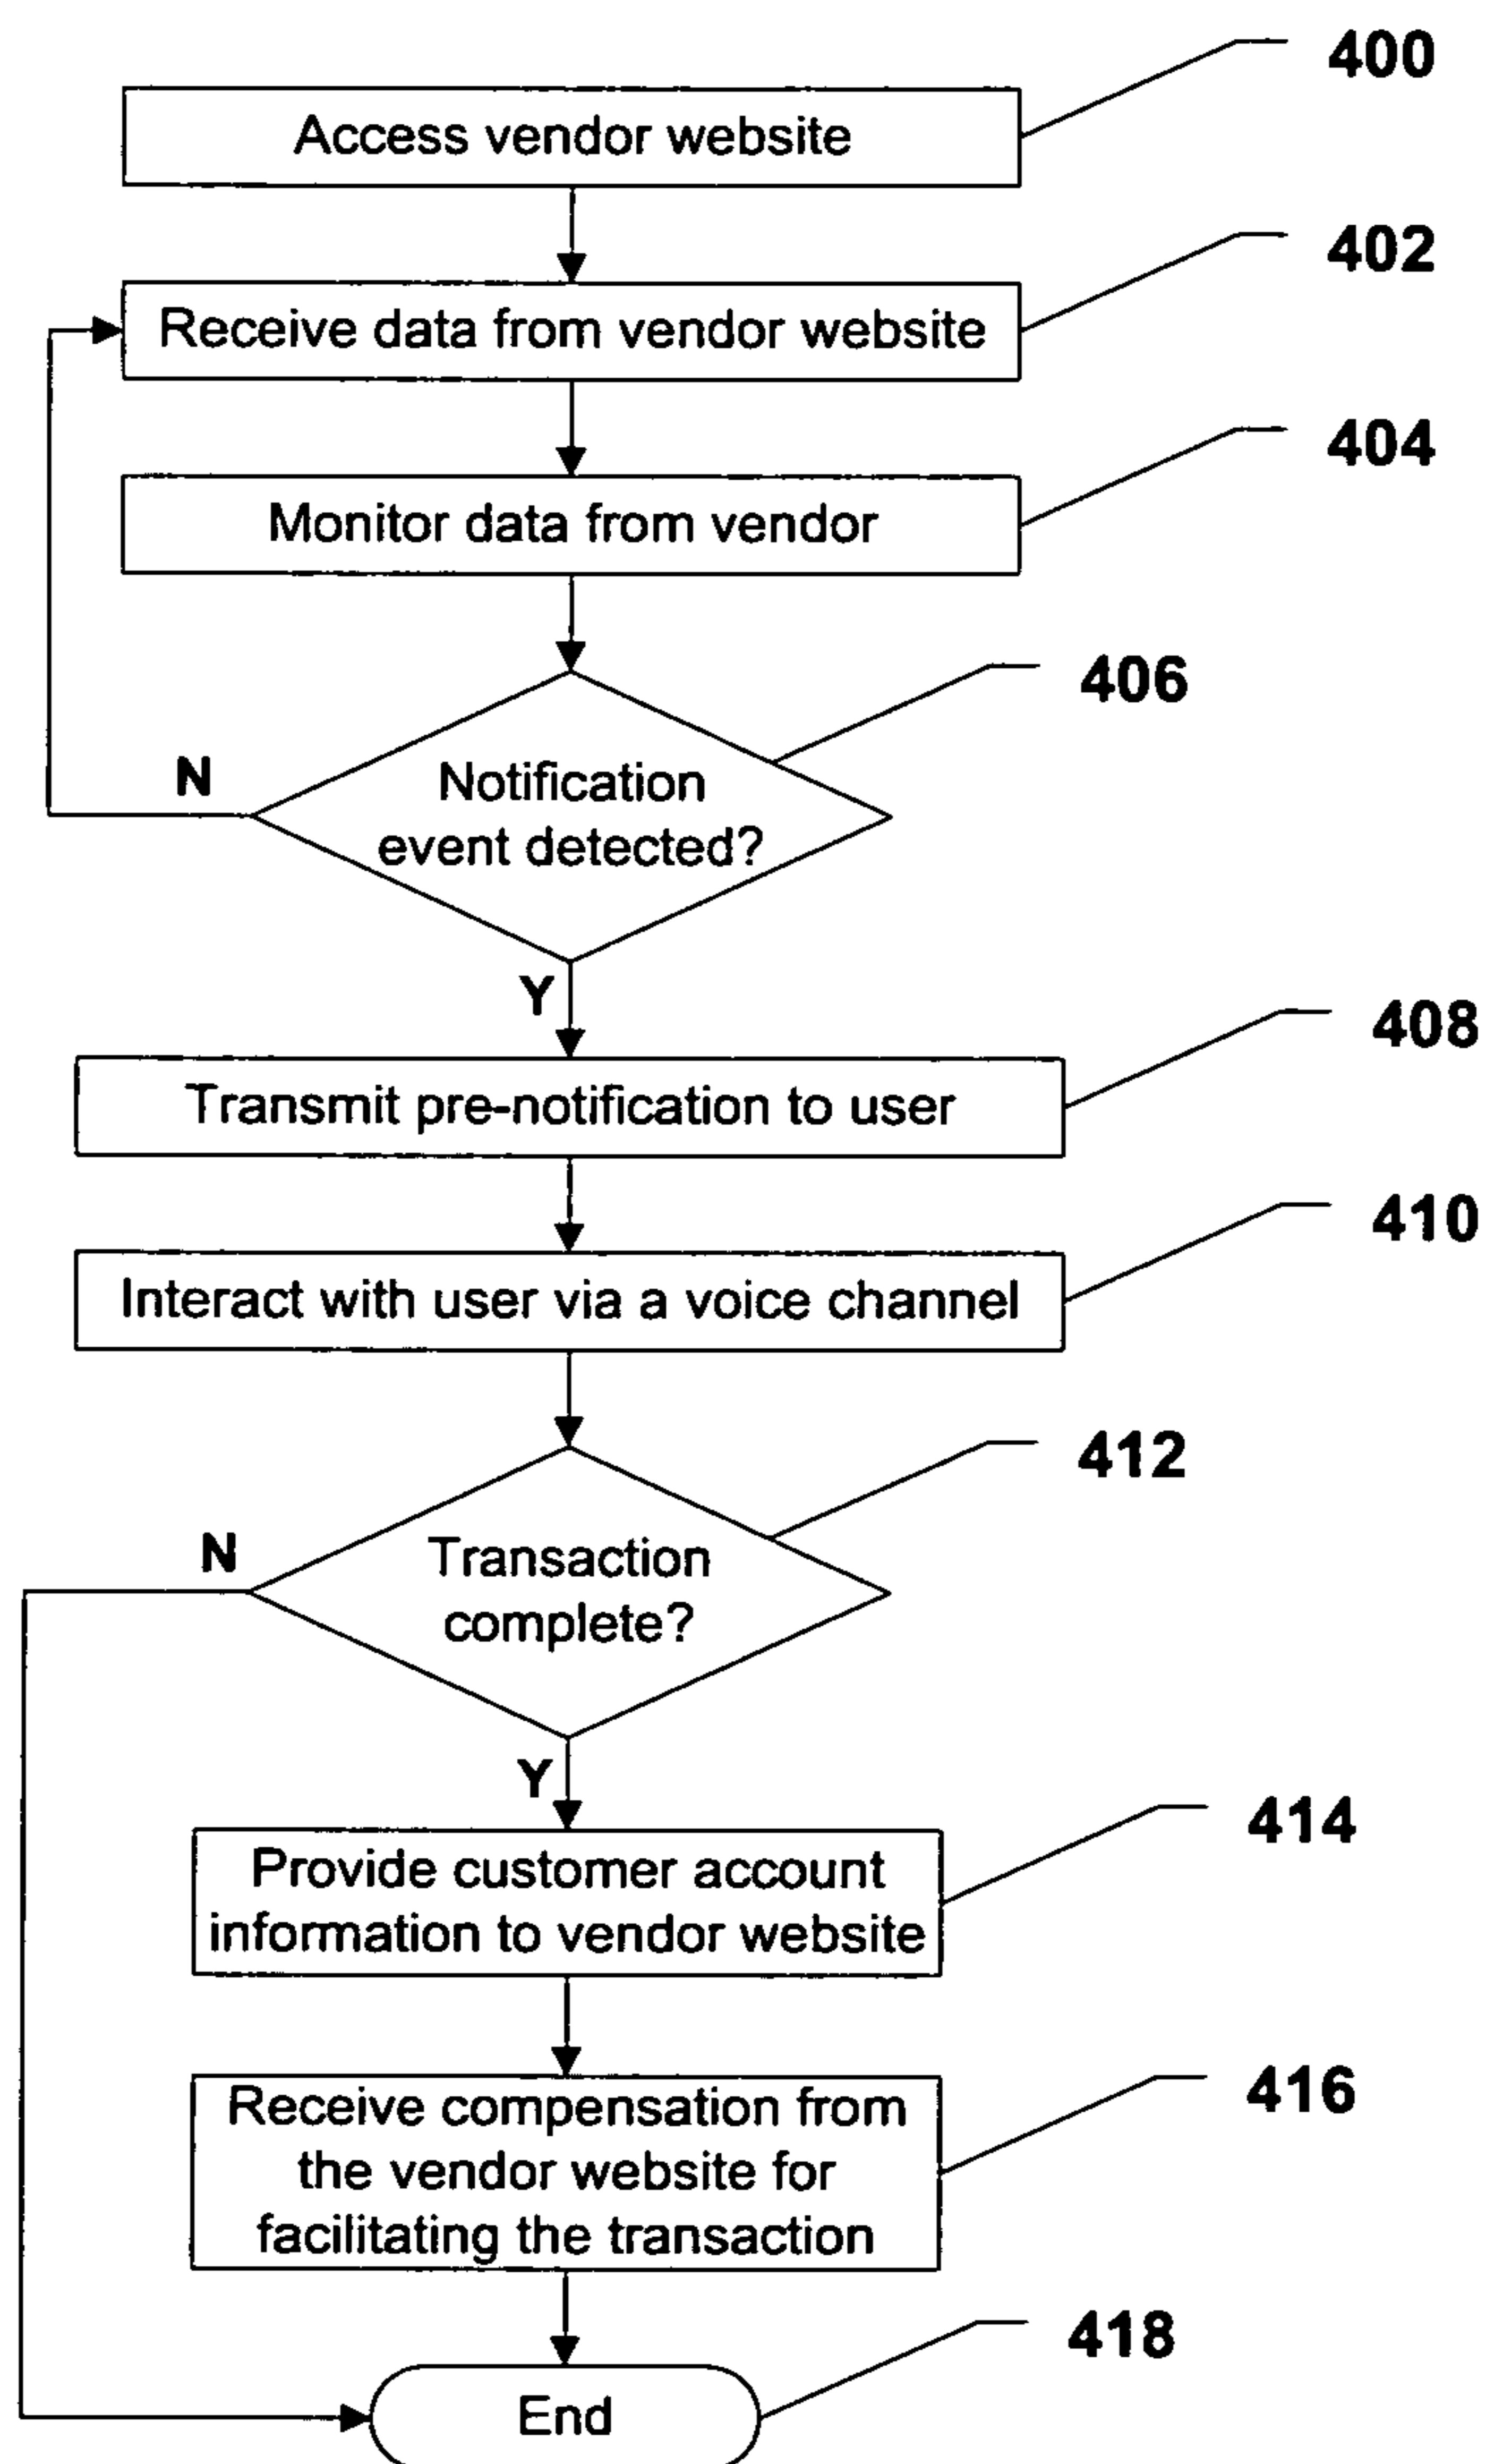 400
Access vendor website
402
Receive data from vendor website
404
Monitor data from vendor
406
Notification
event detected?
N
Y
408
Transmit pre-notification to user
410
Interact with user via a voice channel
412
Transaction
complete?
N
Y
414
Provide customer account
information to vendor website
416
Receive compensation from
the vendor website for
facilitating the transaction
418
End